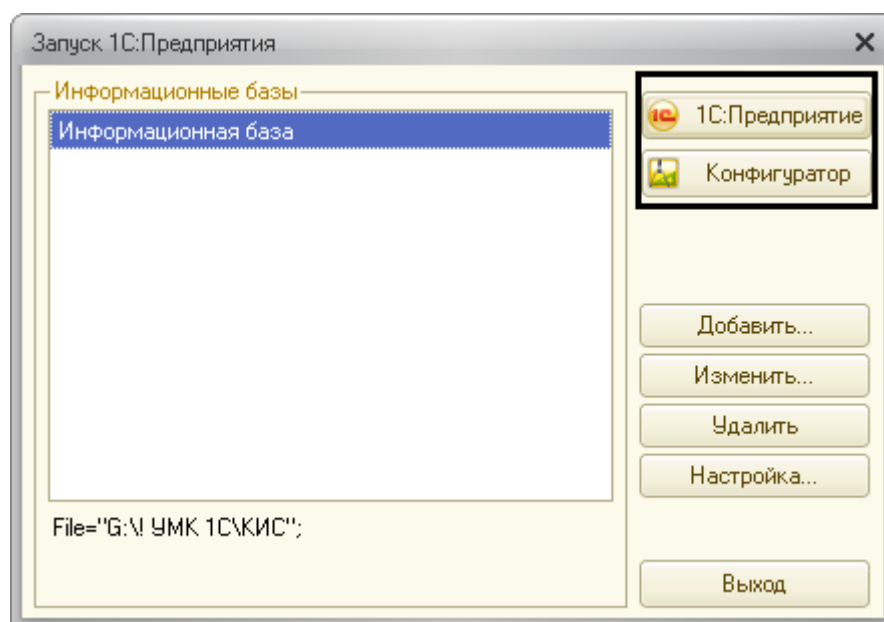 Запуск 1С:Предприятия
Информационные базы
Информационная база
1С:Предприятие
Конфигуратор
Добавить...
Изменить...
Удалить
Настройка...
File="G:\! УМК 1С\КИС";
Выход